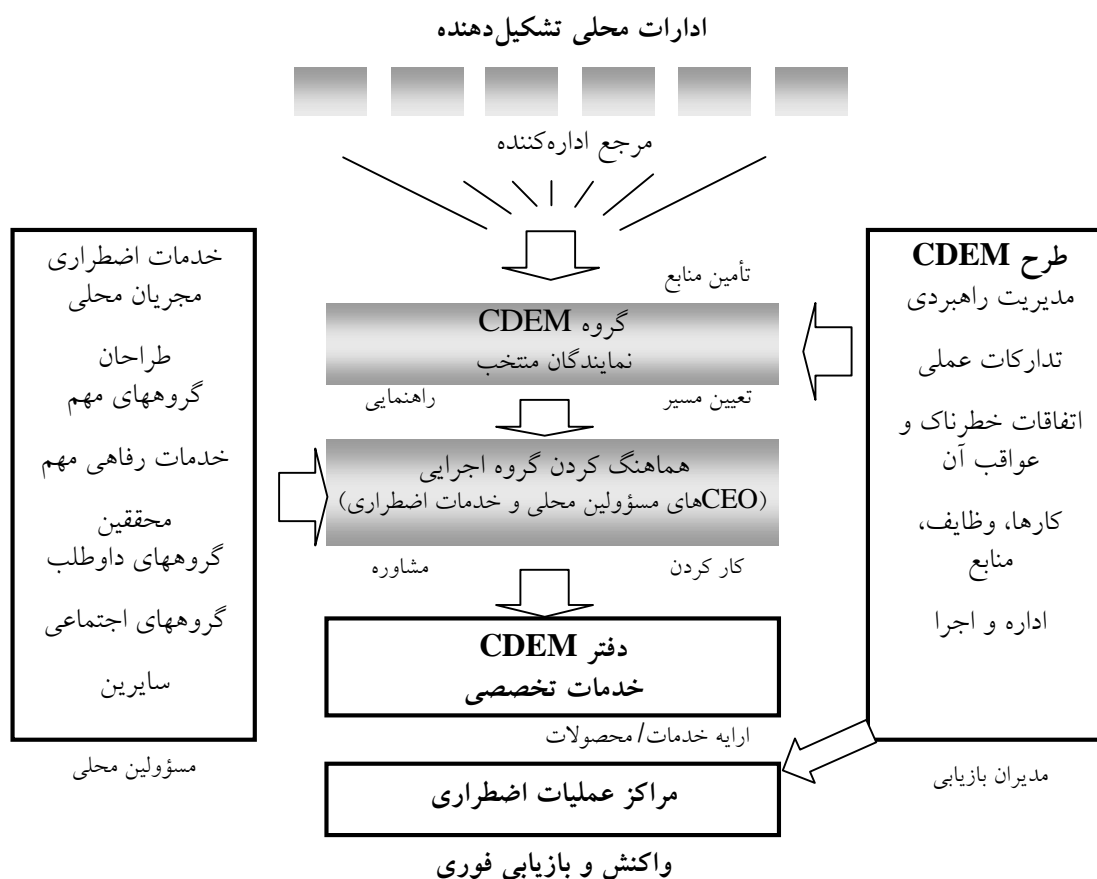 ادارات محلی تشکیل‌دهنده
مرجع اداره‌کننده
تأمین منابع
گروه CDEM
نمایندگان منتخب
تعیین مسیر
راهنمایی
هماهنگ کردن گروه اجرایی
(CEOهای مسؤولین محلی و خدمات اضطراری)
کار کردن
مشاوره
دفتر CDEM
خدمات تخصصی
ارایه خدمات/ محصولات
مراکز عملیات اضطراری
واکنش و بازیابی فوری
طرح CDEM
مدیریت راهبردی
تدارکات عملی
اتفاقات خطرناک و
عواقب آن
کارها، وظایف،
منابع
اداره و اجرا
مدیران بازیابی
خدمات اضطراری
مجریان محلی
طراحان
گروههای مهم
خدمات رفاهی مهم
محققین
گروههای داوطلب
گروههای اجتماعی
سایرین
مسؤولین محلی